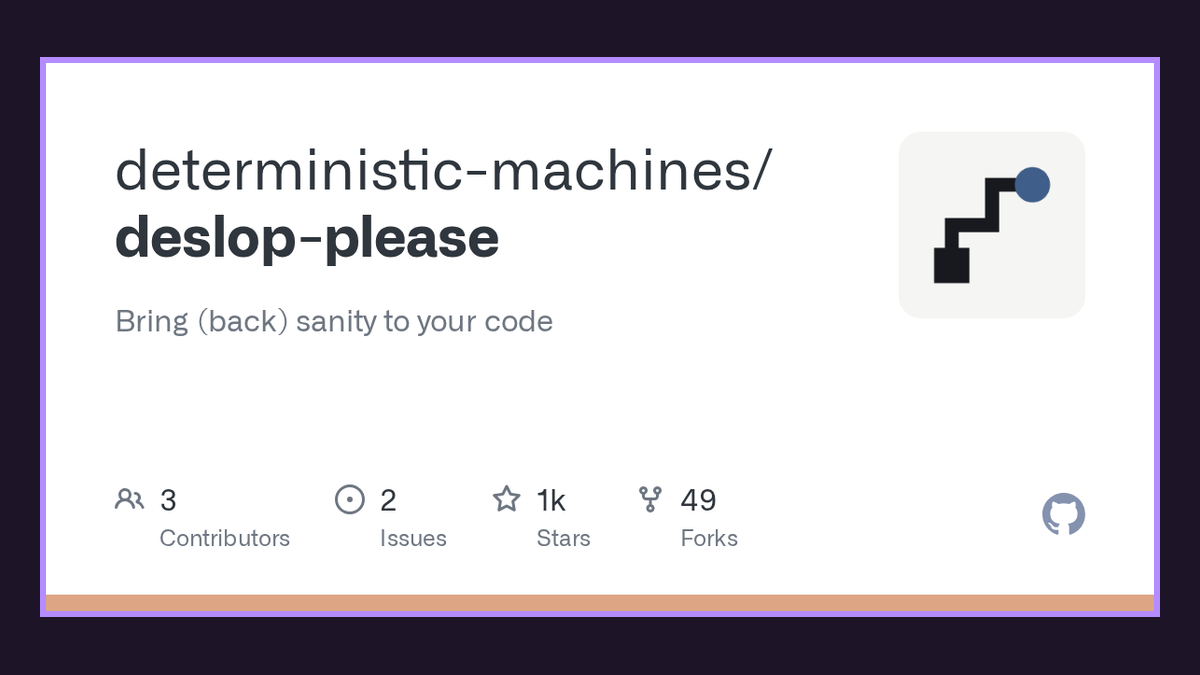 deterministic-machines/
deslop-please
Bring (back) sanity to your code
3
Contributors
2
Issues
1k
Stars
49
Forks